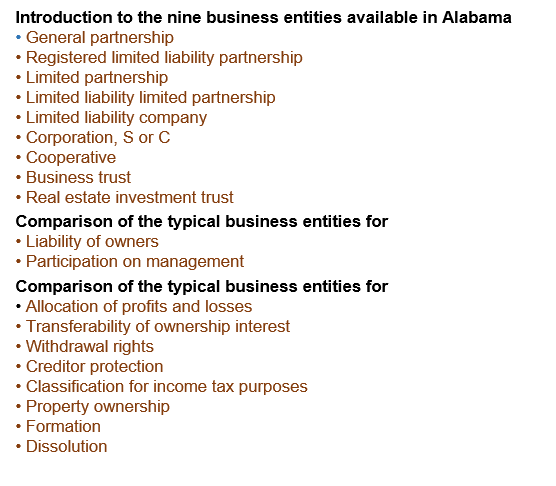 Introduction to the nine business entities available in Alabama
• General partnership
• Registered limited liability partnership
• Limited partnership
• Limited liability limited partnership
• Limited liability company
• Corporation, S or C
• Cooperative
• Business trust
• Real estate investment trust
Comparison of the typical business entities for
• Liability of owners
• Participation on management
Comparison of the typical business entities for
• Allocation of profits and losses
• Transferability of ownership interest
• Withdrawal rights
• Creditor protection
• Classification for income tax purposes
• Property ownership
• Formation
• Dissolution